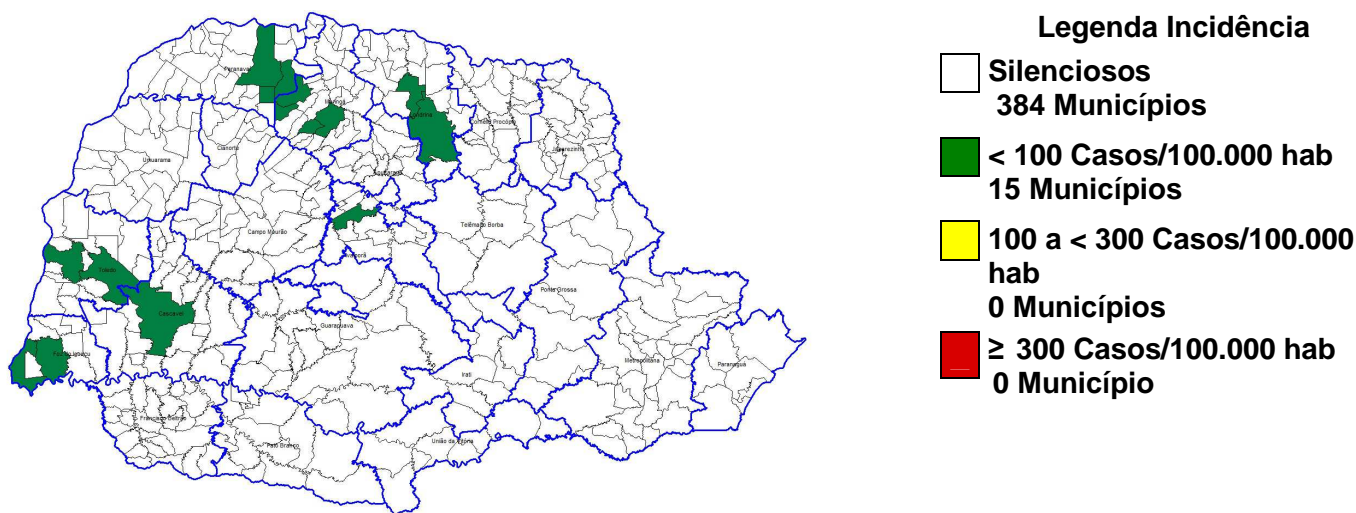 Legenda Incidência
Silenciosos
384 Municípios
< 100 Casos/100.000 hab
15 Municípios
100 a < 300 Casos/100.000
hab
0 Municípios
≥ 300 Casos/100.000 hab
0 Município
Paranavaí
Maringá
Londrina
Cornélio Procópio
Jacarezinho
Umuarama
Cianorte
Apucarana
Campo Mourão
Telêmaco Borba
Ivaiporã
Toledo
Cascavel
Ponta Grossa
Guarapuava
Foz do Iguaçu
Metropolitana
Paranaguá
Irati
Francisco Beltrão
Pato Branco
União da Vitória